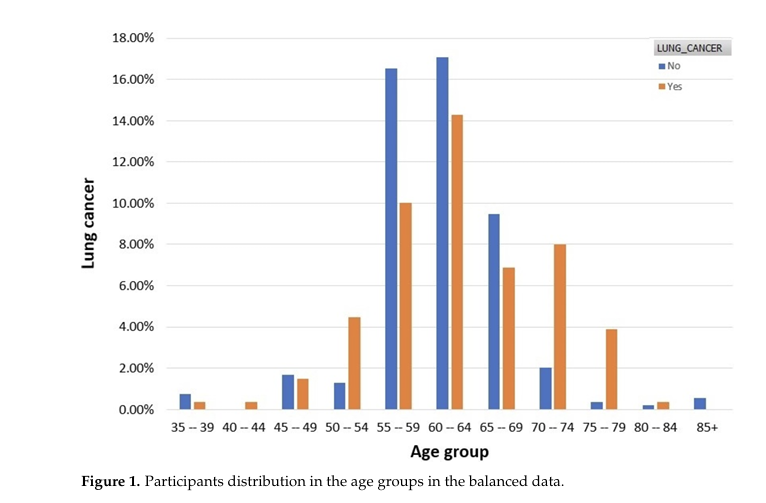 18.00%
16.00%
14.00%
12.00%
10.00%
8.00%
6.00%
4.00%
2.00%
0.00%
Lung cancer
LUNG_CANCER
No
Yes
35 -- 39 40 -- 44 45 -- 49 50 -- 54 55 -- 59 60 -- 64 65 -- 69 70 -- 74 75 -- 79 80 -- 84 85+
Age group
Figure 1. Participants distribution in the age groups in the balanced data.